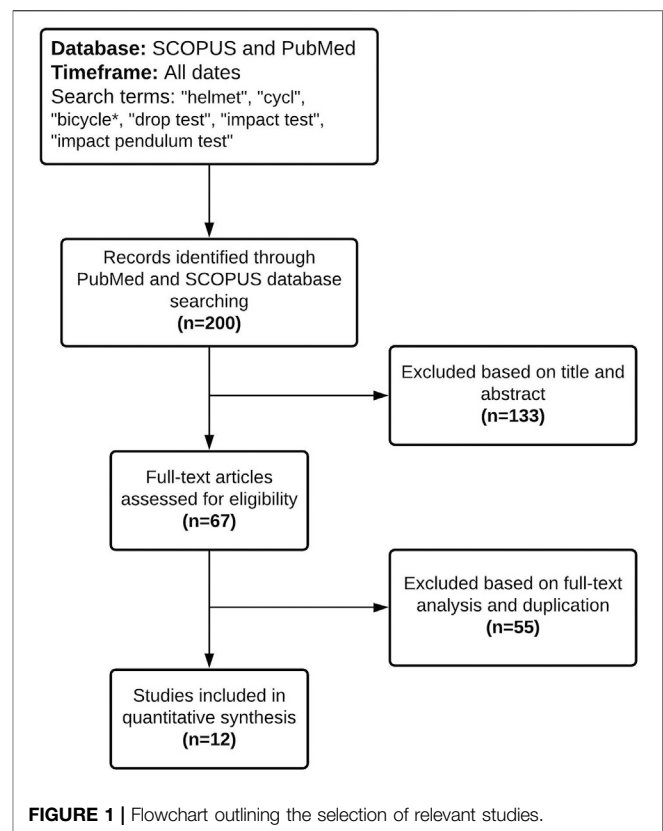 Database: SCOPUS and PubMed
Timeframe: All dates
Search terms: "helmet", "cycl",
"bicycle*, "drop test", "impact test",
"impact pendulum test"
Records identified through
PubMed and SCOPUS database
searching
(n=200)
Excluded based on title and
abstract
(n=133)
Full-text articles
assessed for eligibility
(n=67)
Excluded based on full-text
analysis and duplication
(n=55)
Studies included in
quantitative synthesis
(n=12)
FIGURE 1 | Flowchart outlining the selection of relevant studies.